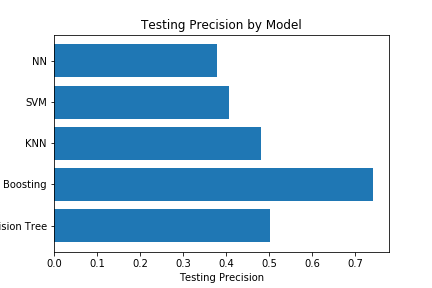 Testing Precision by Model
NN
SVM
KNN
Boosting
ision Tree
0.0 0.1 0.2 0.3 0.4 0.5 0.6 0.7
Testing Precision